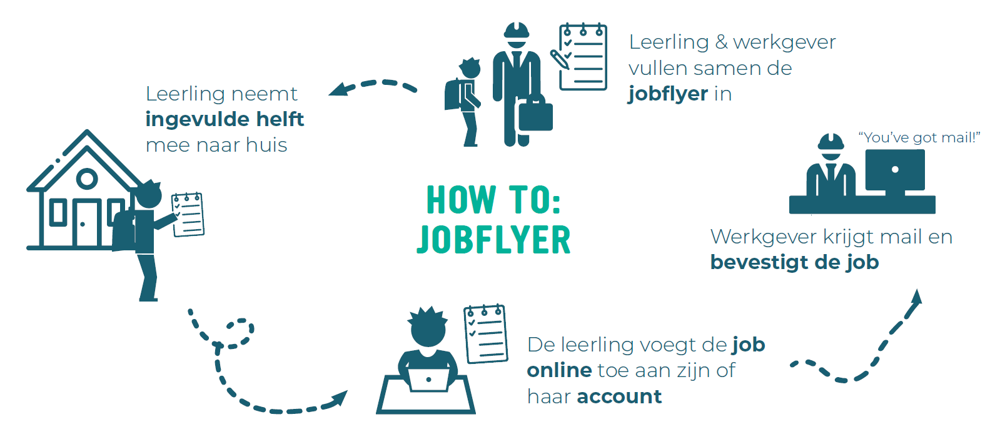 Leerling & werkgever
vullen samen de
jobflyer in
Leerling neemt
ingevulde helft
mee naar huis
"You've got mail!"
HOW TO:
JOBFLYER
Werkgever krijgt mail en
bevestigt de job
De leerling voegt de job
online toe aan zijn of
haar account